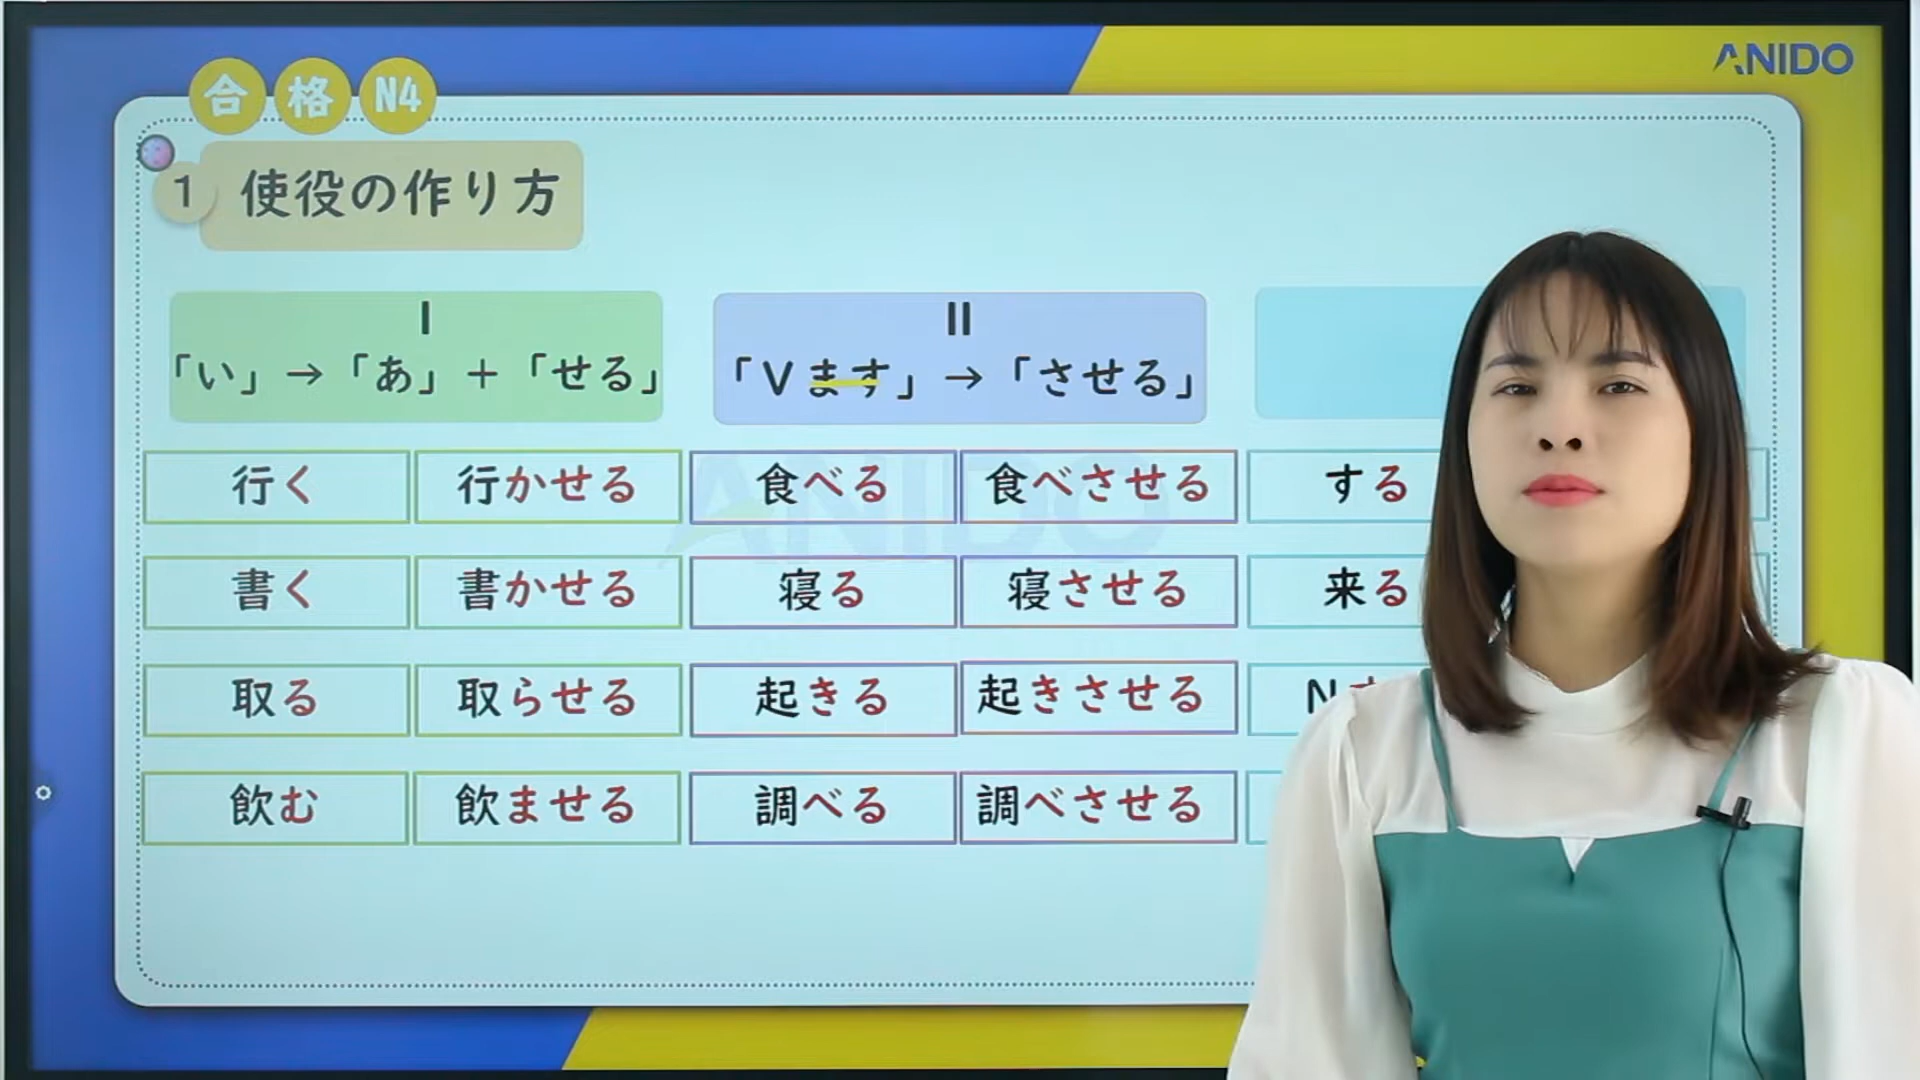 ANIDO
合格N4
1 使役の作り方
I
「い」→「あ」+「せる」
II
「Vます」→「させる」
行く 行かせる 食べる 食べさせる する
書く 書かせる 寝る 寝させる 来る
取る 取らせる 起きる 起きさせる N
飲む 飲ませる 調べる 調べさせる
ANIDO